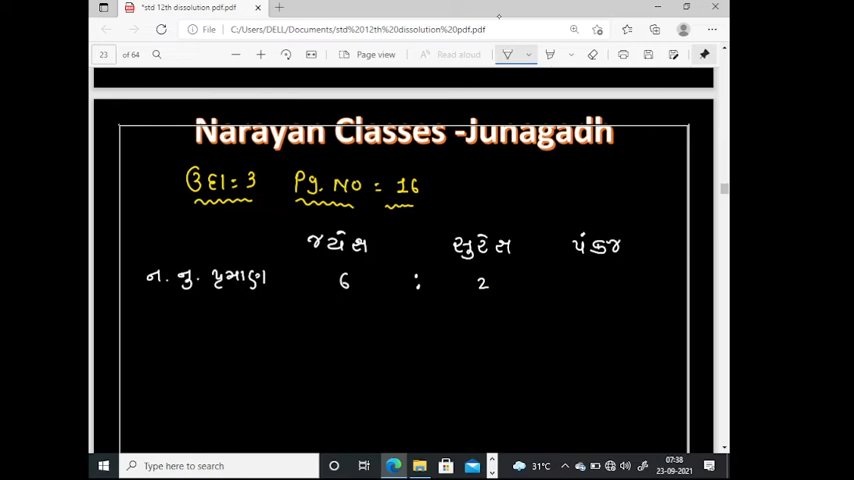 *std 12th dissolution pdf.pdf
File C:/Users/DELL/Documents/std%2012th%20dissolution%20pdf.pdf
23 of 64 Page view Read aloud
Narayan Classes -Junagadh
ઉદા = 3 Pg. NO = 16
જયેશ સુરેશ પંકજ
ન. નુ. પ્રમાણ 6 : 2
Type here to search 31°C 07:38
23-09-2021